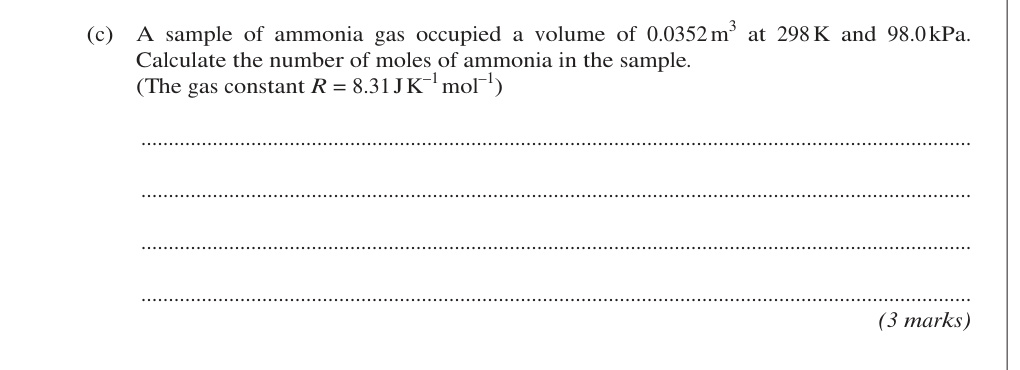 (c) A sample of ammonia gas occupied a volume of 0.0352 m³ at 298 K and 98.0 kPa.
Calculate the number of moles of ammonia in the sample.
(The gas constant R = 8.31 J K⁻¹ mol⁻¹)
(3 marks)